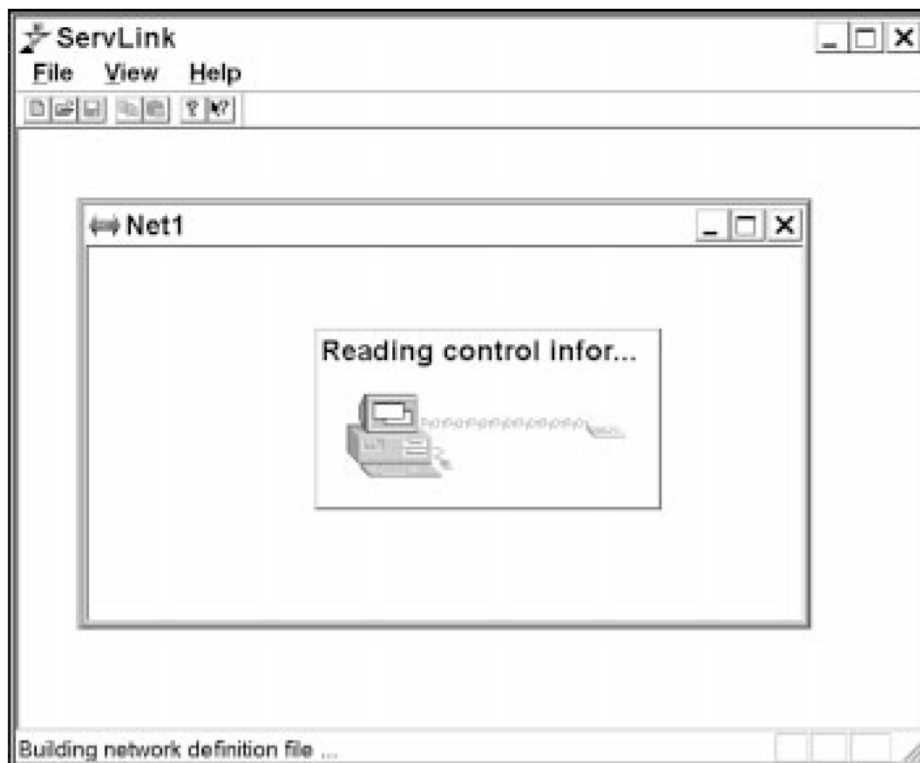 ServLink
File View Help
Net1
Reading control infor...
Building network definition file ...